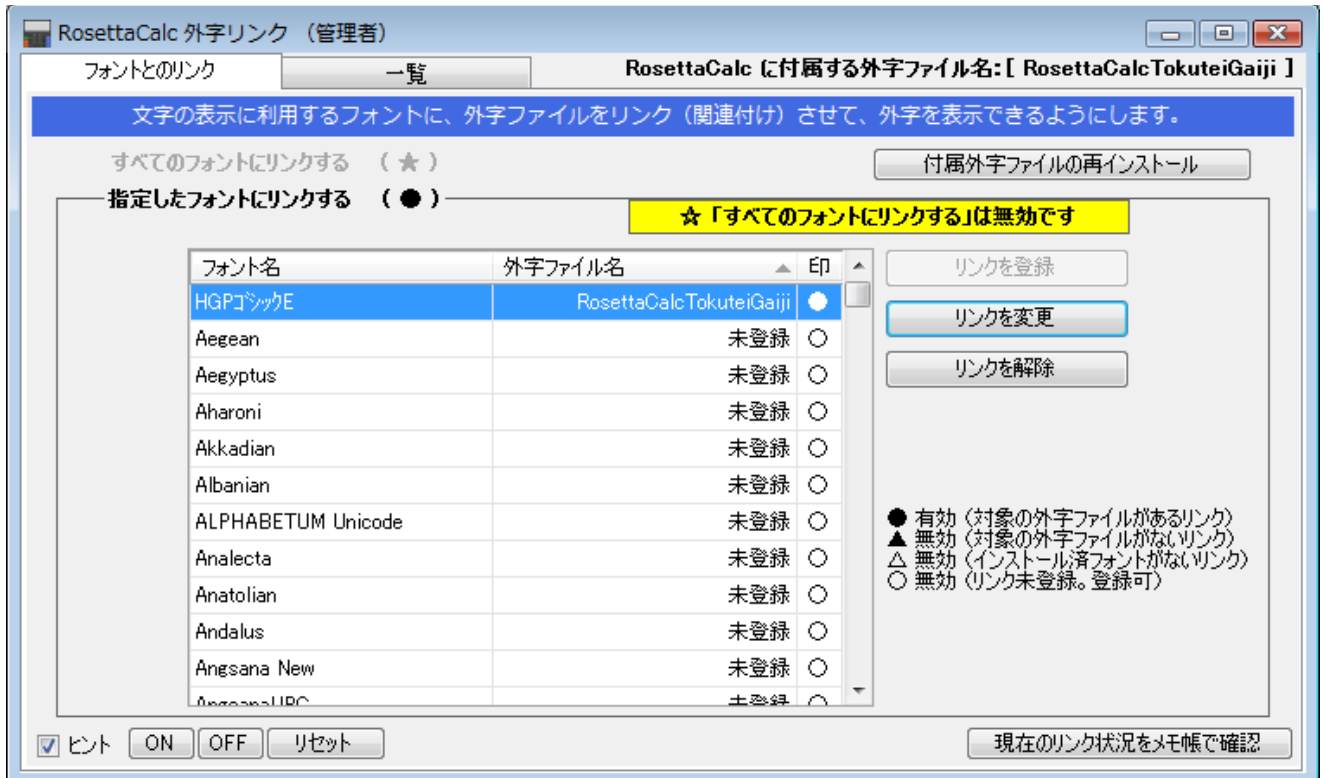 RosettaCalc 外字リンク （管理者）
フォントとのリンク 一覧 RosettaCalc に付属する外字ファイル名：[ RosettaCalcTokuteiGaiji ]
文字の表示に利用するフォントに、外字ファイルをリンク（関連付け）させて、外字を表示できるようにします。
すべてのフォントにリンクする （ ★ ） 付属外字ファイルの再インストール
指定したフォントにリンクする （ ● ）
☆「すべてのフォントにリンクする」は無効です
フォント名 外字ファイル名 印
HGPｺﾞｼｯｸE RosettaCalcTokuteiGaiji ●
Aegean 未登録 ○
Aegyptus 未登録 ○
Aharoni 未登録 ○
Akkadian 未登録 ○
Albanian 未登録 ○
ALPHABETUM Unicode 未登録 ○
Analecta 未登録 ○
Anatolian 未登録 ○
Andalus 未登録 ○
Angsana New 未登録 ○
AngsanaUPC 未登録 ○
リンクを登録
リンクを変更
リンクを解除
● 有効（対象の外字ファイルがあるリンク）
▲ 無効（対象の外字ファイルがないリンク）
△ 無効（インストール済フォントがないリンク）
○ 無効（リンク未登録。登録可）
ヒント ON OFF リセット 現在のリンク状況をメモ帳で確認